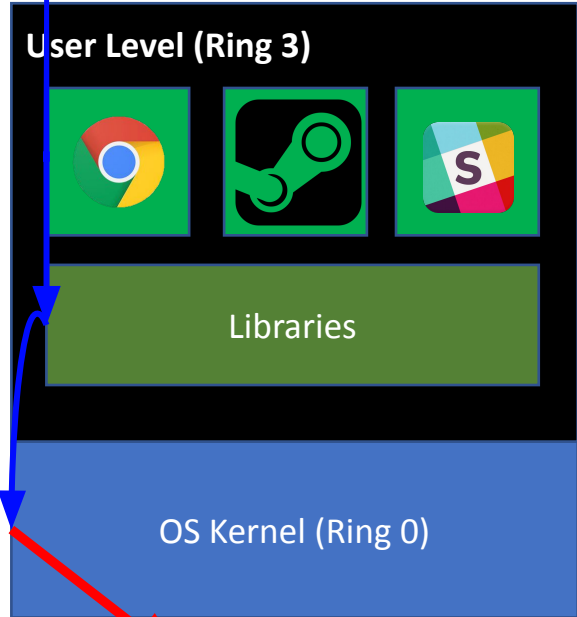 User Level (Ring 3)
S
Libraries
OS Kernel (Ring 0)